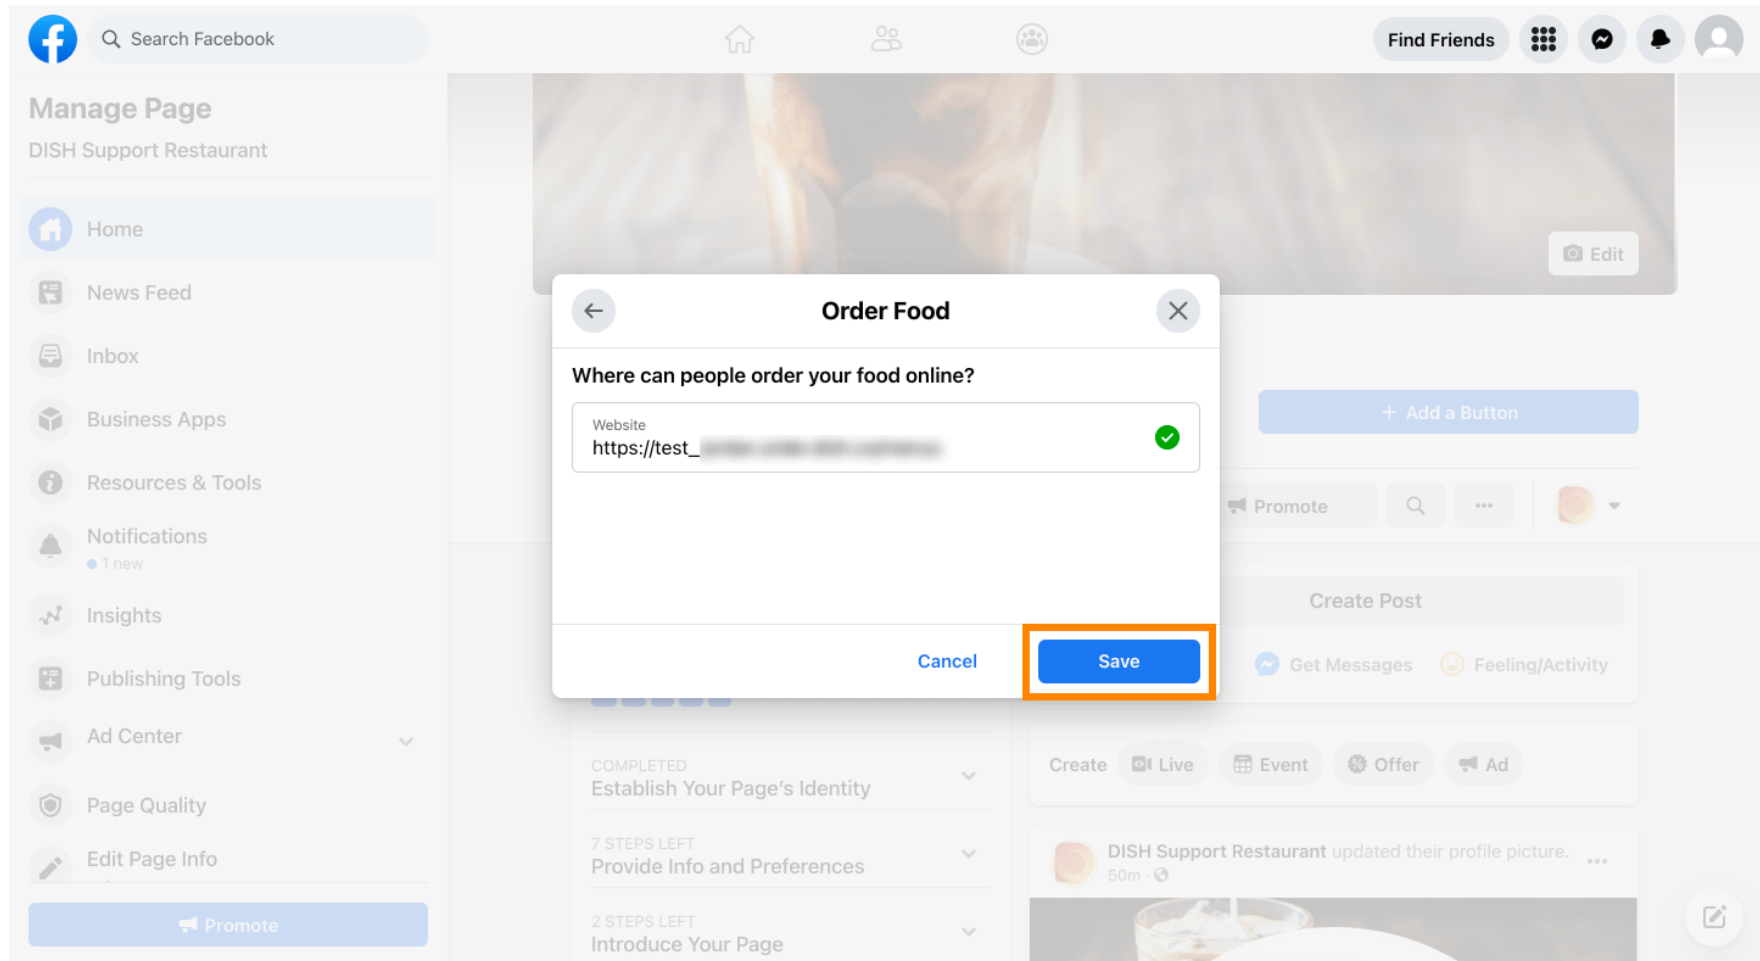 Search Facebook
Find Friends
Manage Page
DISH Support Restaurant
Home
News Feed
Inbox
Business Apps
Resources & Tools
Notifications
1 new
Insights
Publishing Tools
Ad Center
Page Quality
Edit Page Info
Promote
Edit
Order Food
Where can people order your food online?
Website
https://test_
Cancel
Save
+ Add a Button
Promote
Create Post
Get Messages
Feeling/Activity
COMPLETED
Establish Your Page's Identity
7 STEPS LEFT
Provide Info and Preferences
2 STEPS LEFT
Introduce Your Page
Create
Live
Event
Offer
Ad
DISH Support Restaurant updated their profile picture.
50m ·